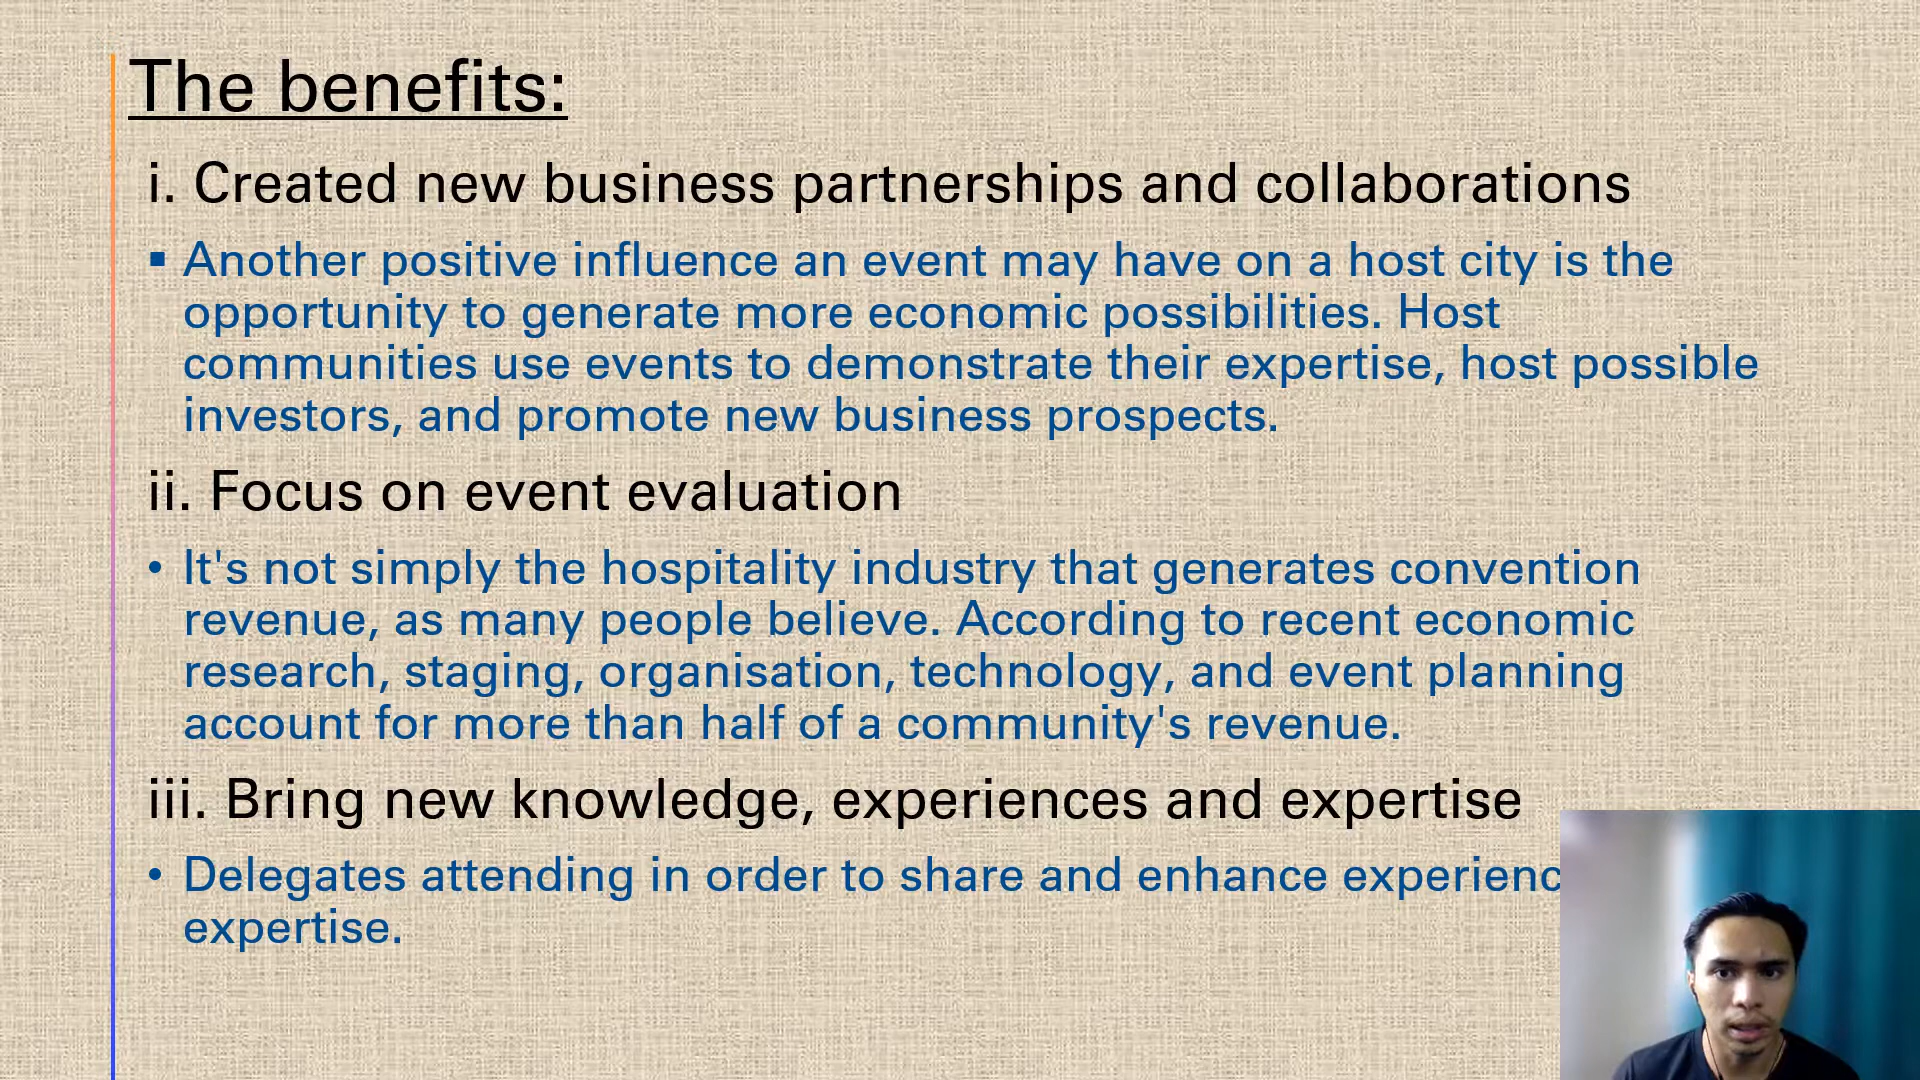 The benefits:
i. Created new business partnerships and collaborations
▪ Another positive influence an event may have on a host city is the
opportunity to generate more economic possibilities. Host
communities use events to demonstrate their expertise, host possible
investors, and promote new business prospects.
ii. Focus on event evaluation
• It's not simply the hospitality industry that generates convention
revenue, as many people believe. According to recent economic
research, staging, organisation, technology, and event planning
account for more than half of a community's revenue.
iii. Bring new knowledge, experiences and expertise
• Delegates attending in order to share and enhance
expertise.